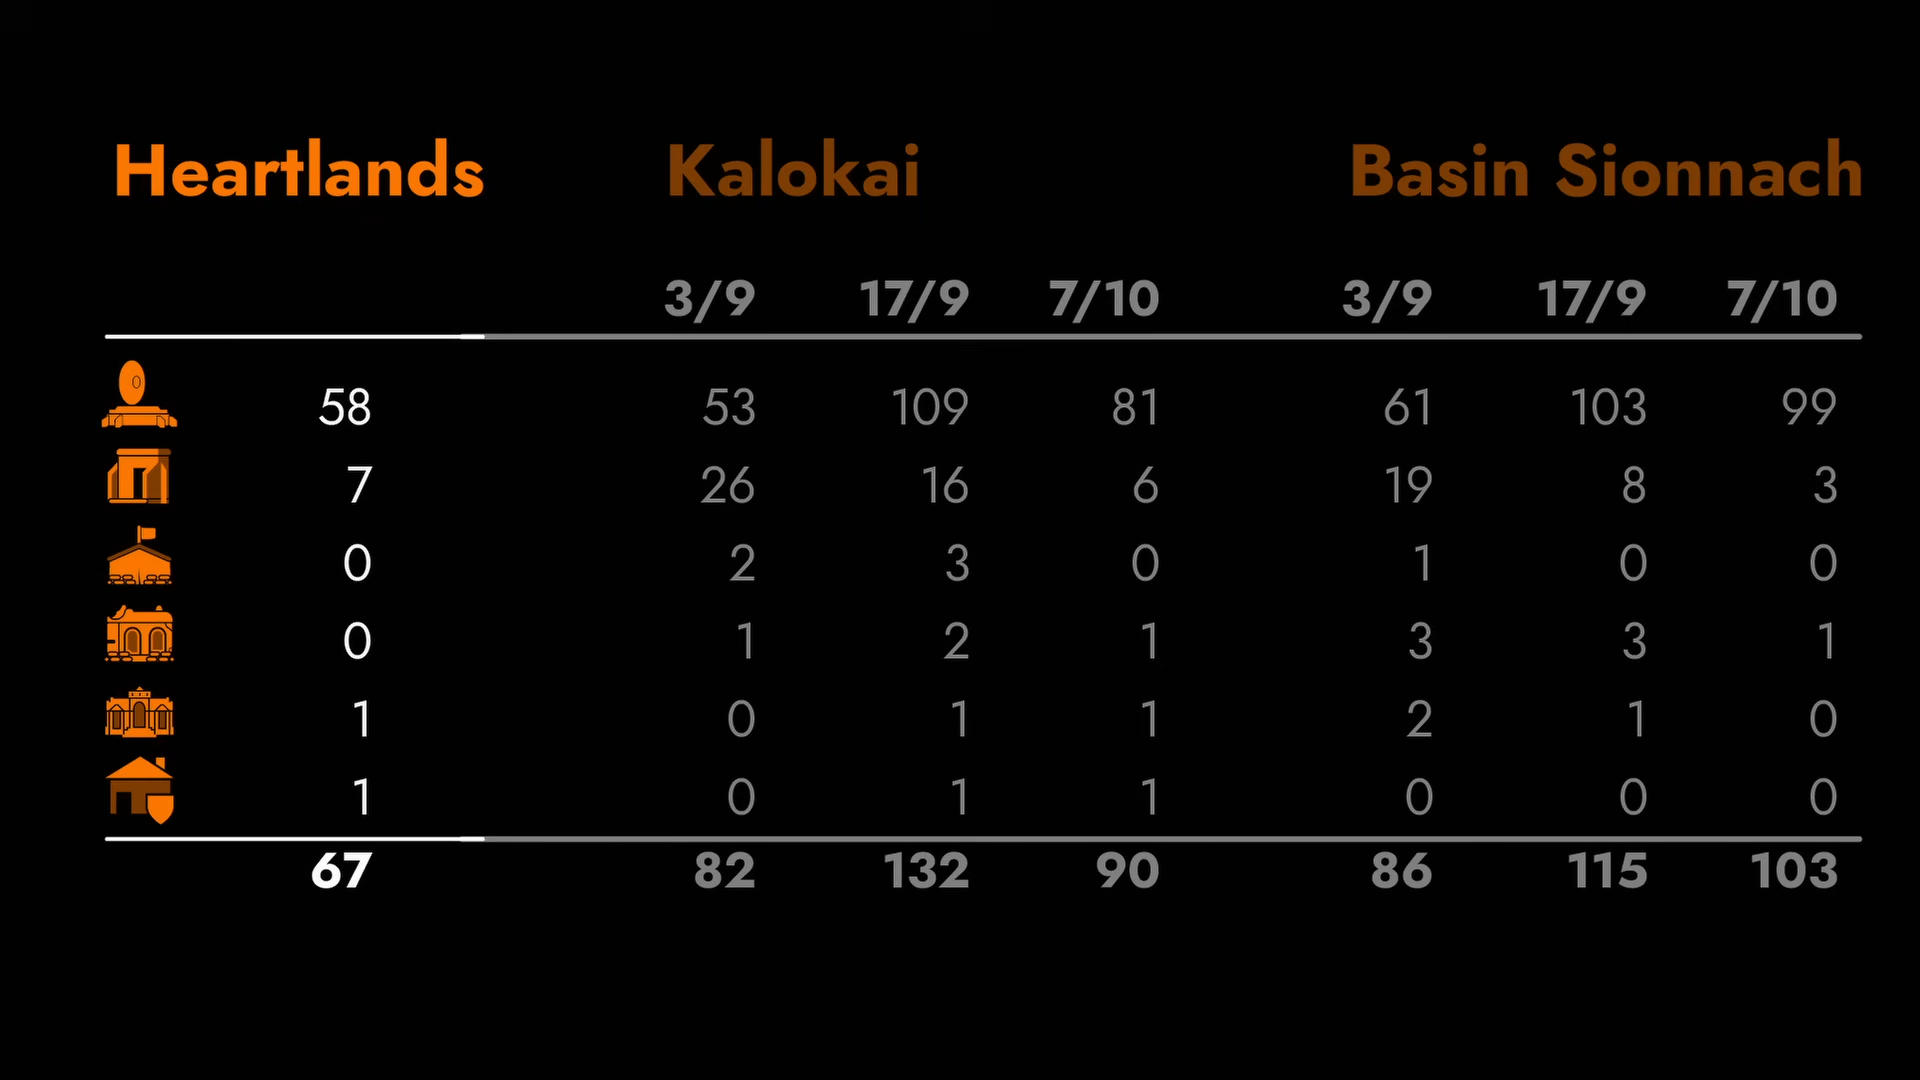 Heartlands Kalokai Basin Sionnach
3/9 17/9 7/10 3/9 17/9 7/10
58 53 109 81 61 103 99
7 26 16 6 19 8 3
0 2 3 0 1 0 0
0 1 2 1 3 3 1
1 0 1 1 2 1 0
1 0 1 1 0 0 0
67 82 132 90 86 115 103